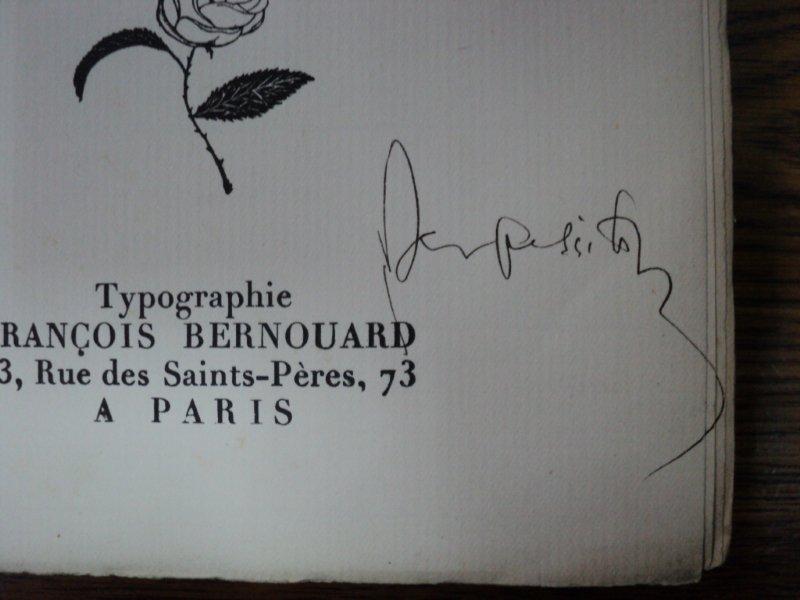 Typographie
RANÇOIS BERNOUARD
3, Rue des Saints-Pères, 73
A PARIS